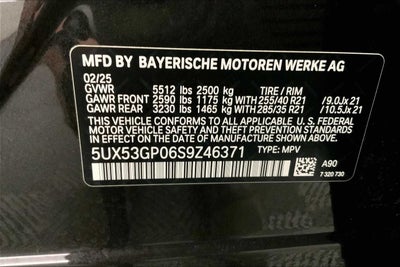 MFD BY BAYERISCHE MOTOREN WERKE AG
02/25
GVWR 5512 lbs 2500 kg TIRE / RIM
GAWR FRONT 2590 lbs 1175 kg WITH 255/40 R21 /9.0Jx 21
GAWR REAR 3230 lbs 1465 kg WITH 285/35 R21 /10.5Jx 21
THIS VEHICLE CONFORMS TO ALL APPLICABLE U. S. FEDERAL
MOTOR VEHICLE SAFETY AND THEFT PREVENTION STANDARDS
IN EFFECT ON THE DATE OF MANUFACTURE SHOWN ABOVE.
5UX53GP06S9Z46371 TYPE: MPV
A90
7 320 730